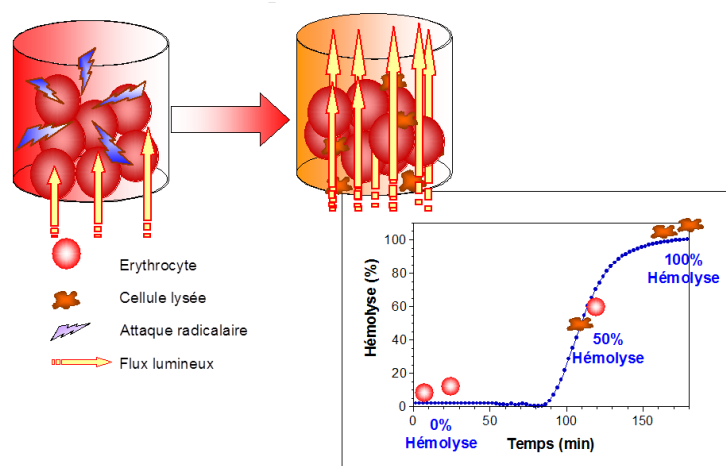 Erythrocyte
Cellule lysée
Attaque radicalaire
Flux lumineux
Hémolyse (%)
100
80
60
40
20
0
0
50
100
150
Temps (min)
0%
Hémolyse
50%
Hémolyse
100%
Hémolyse